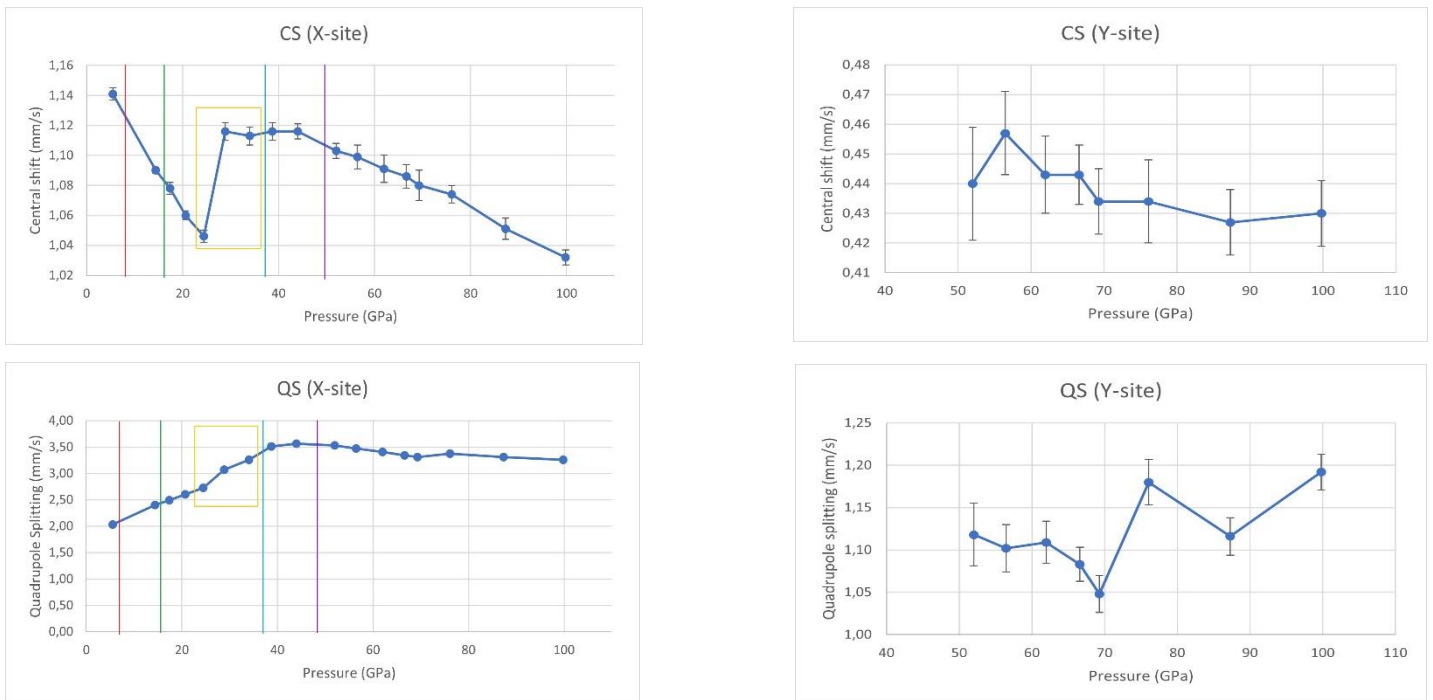 CS (X-site)
Central shift (mm/s)
1,16
1,14
1,12
1,10
1,08
1,06
1,04
1,02
0 20 40 60 80 100
Pressure (GPa)
CS (Y-site)
Central shift (mm/s)
0,48
0,47
0,46
0,45
0,44
0,43
0,42
0,41
40 50 60 70 80 90 100 110
Pressure (GPa)
QS (X-site)
Quadrupole Splitting (mm/s)
4,00
3,50
3,00
2,50
2,00
1,50
1,00
0,50
0,00
0 20 40 60 80 100
Pressure (GPa)
QS (Y-site)
Quadrupole splitting (mm/s)
1,25
1,20
1,15
1,10
1,05
1,00
40 50 60 70 80 90 100 110
Pressure (GPa)